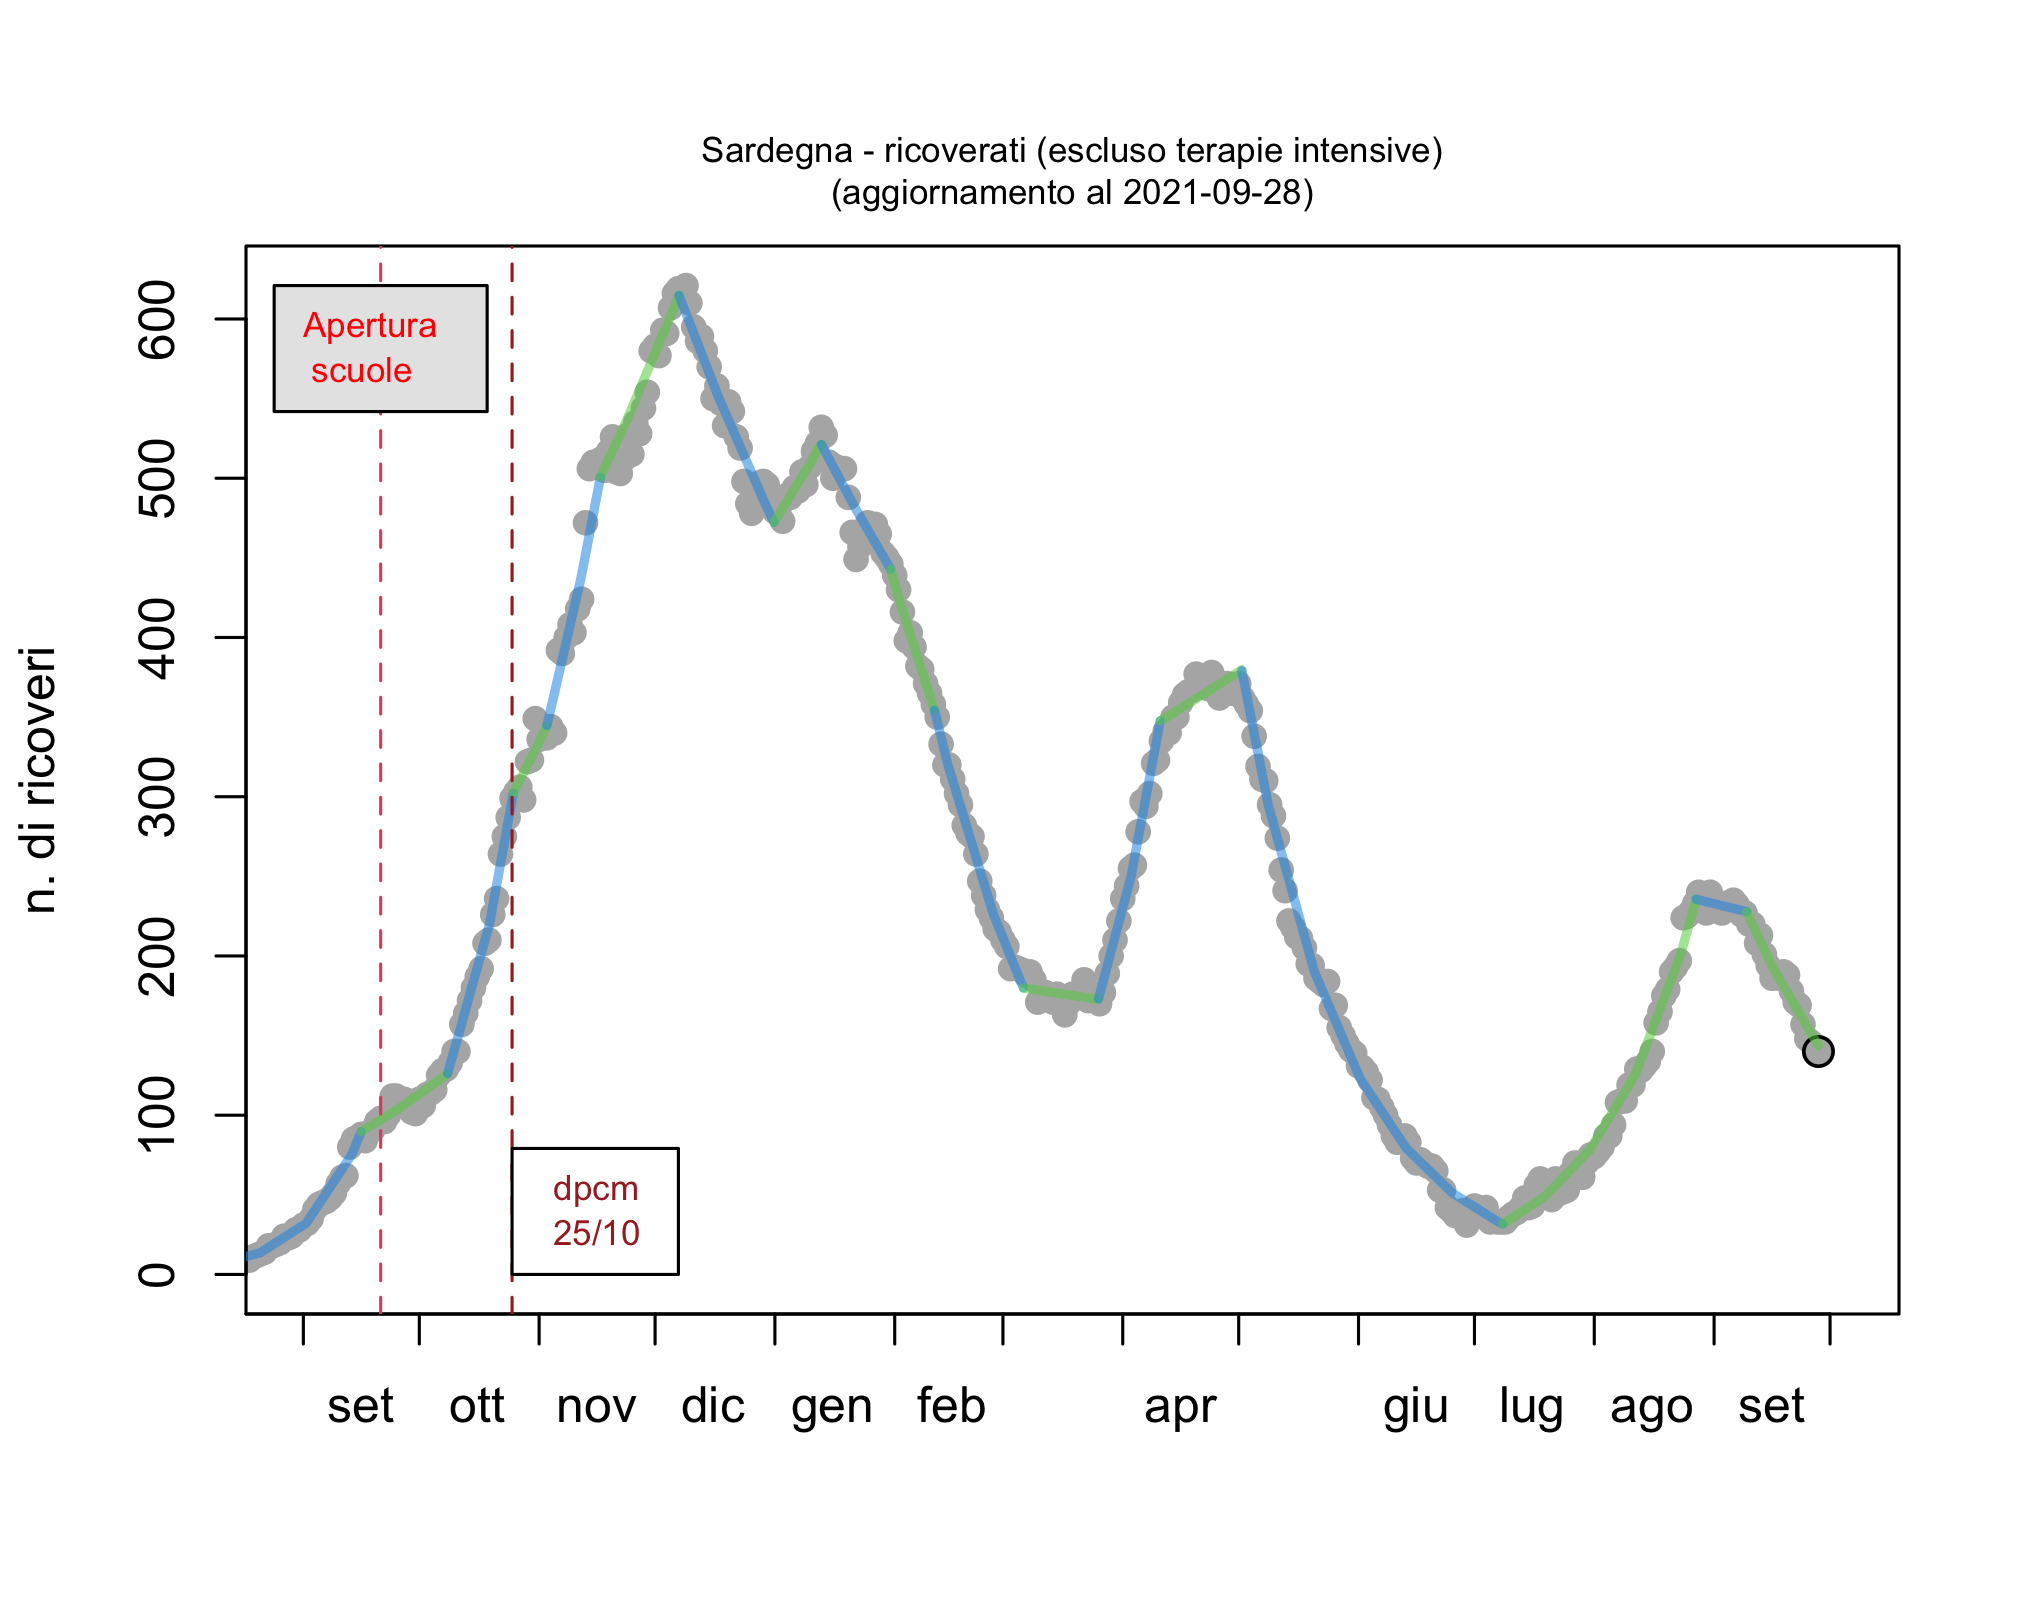 Sardegna - ricoverati (escluso terapie intensive)
(aggiornamento al 2021-09-28)
n. di ricoveri
600
500
400
300
200
100
0
Apertura
scuole
dpcm
25/10
set ott nov dic gen feb apr giu lug ago set